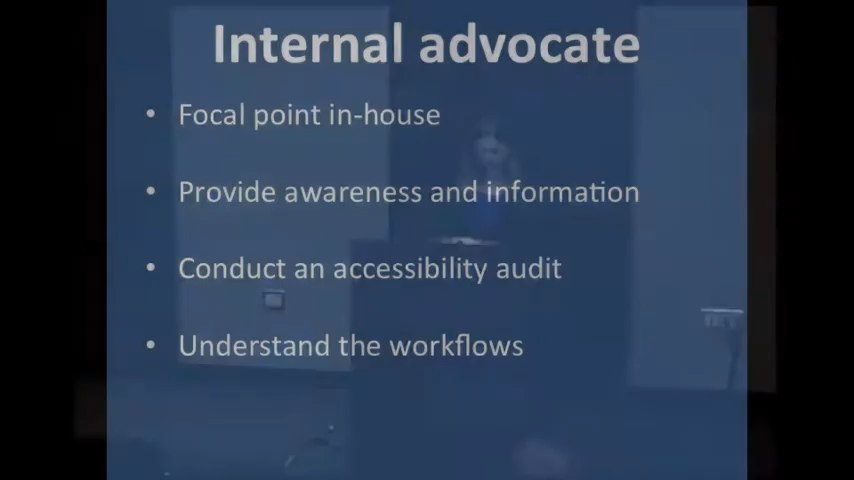 Internal advocate
• Focal point in-house
• Provide awareness and information
• Conduct an accessibility audit
• Understand the workflows